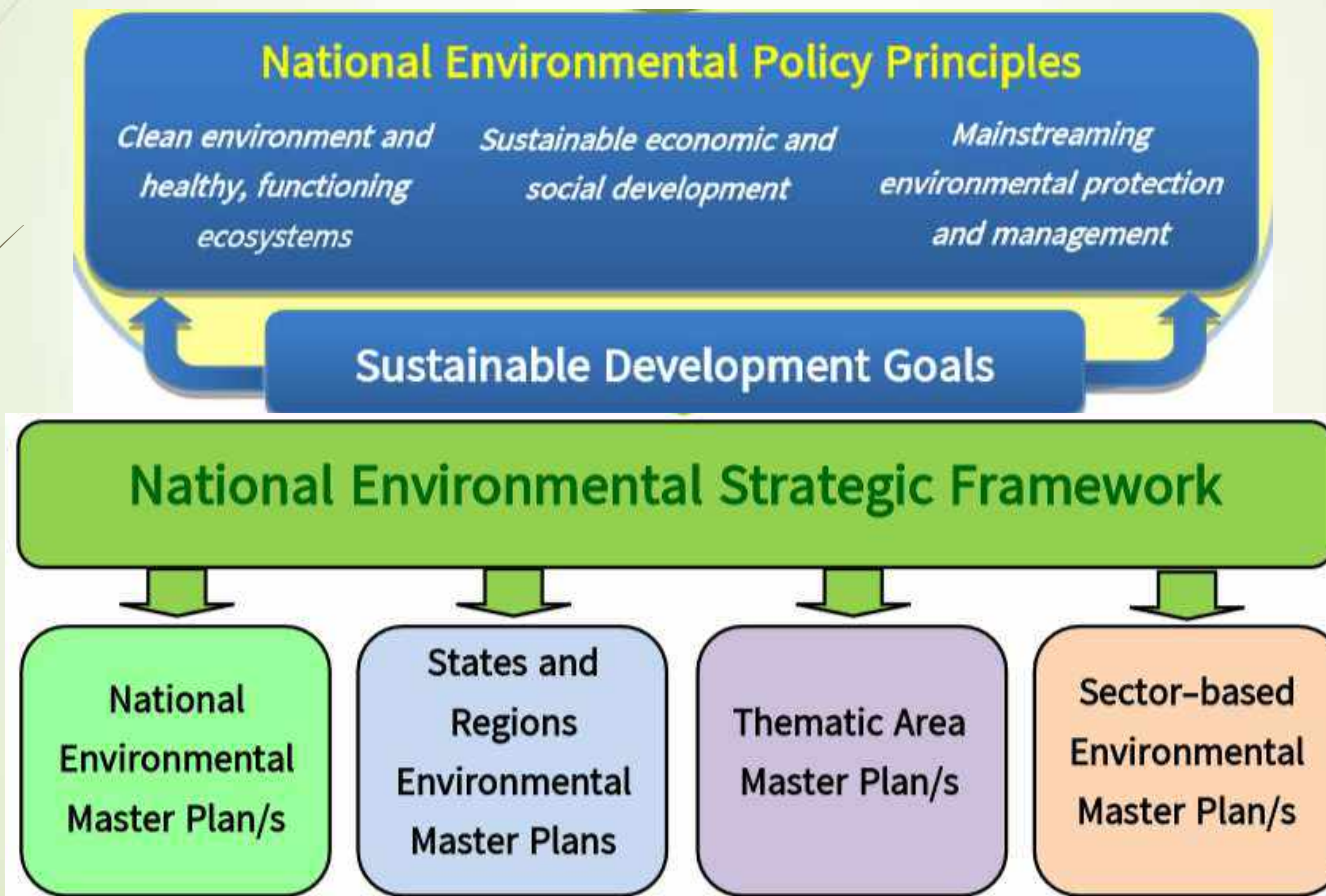 National Environmental Policy Principles
Clean environment and
healthy, functioning
ecosystems
Sustainable economic and
social development
Mainstreaming
environmental protection
and management
Sustainable Development Goals
National Environmental Strategic Framework
National
Environmental
Master Plan/s
States and
Regions
Environmental
Master Plans
Thematic Area
Master Plan/s
Sector-based
Environmental
Master Plan/s